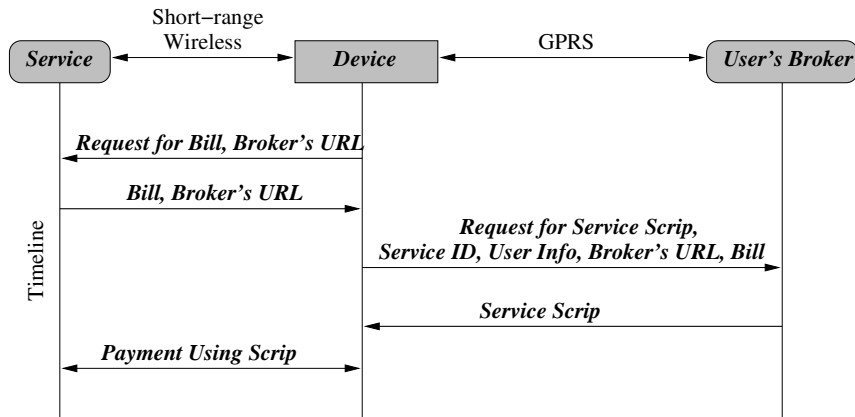 Short−range
Wireless
GPRS
Service
Device
User's Broker
Request for Bill, Broker's URL
Bill, Broker's URL
Request for Service Scrip,
Service ID, User Info, Broker's URL, Bill
Timeline
Service Scrip
Payment Using Scrip